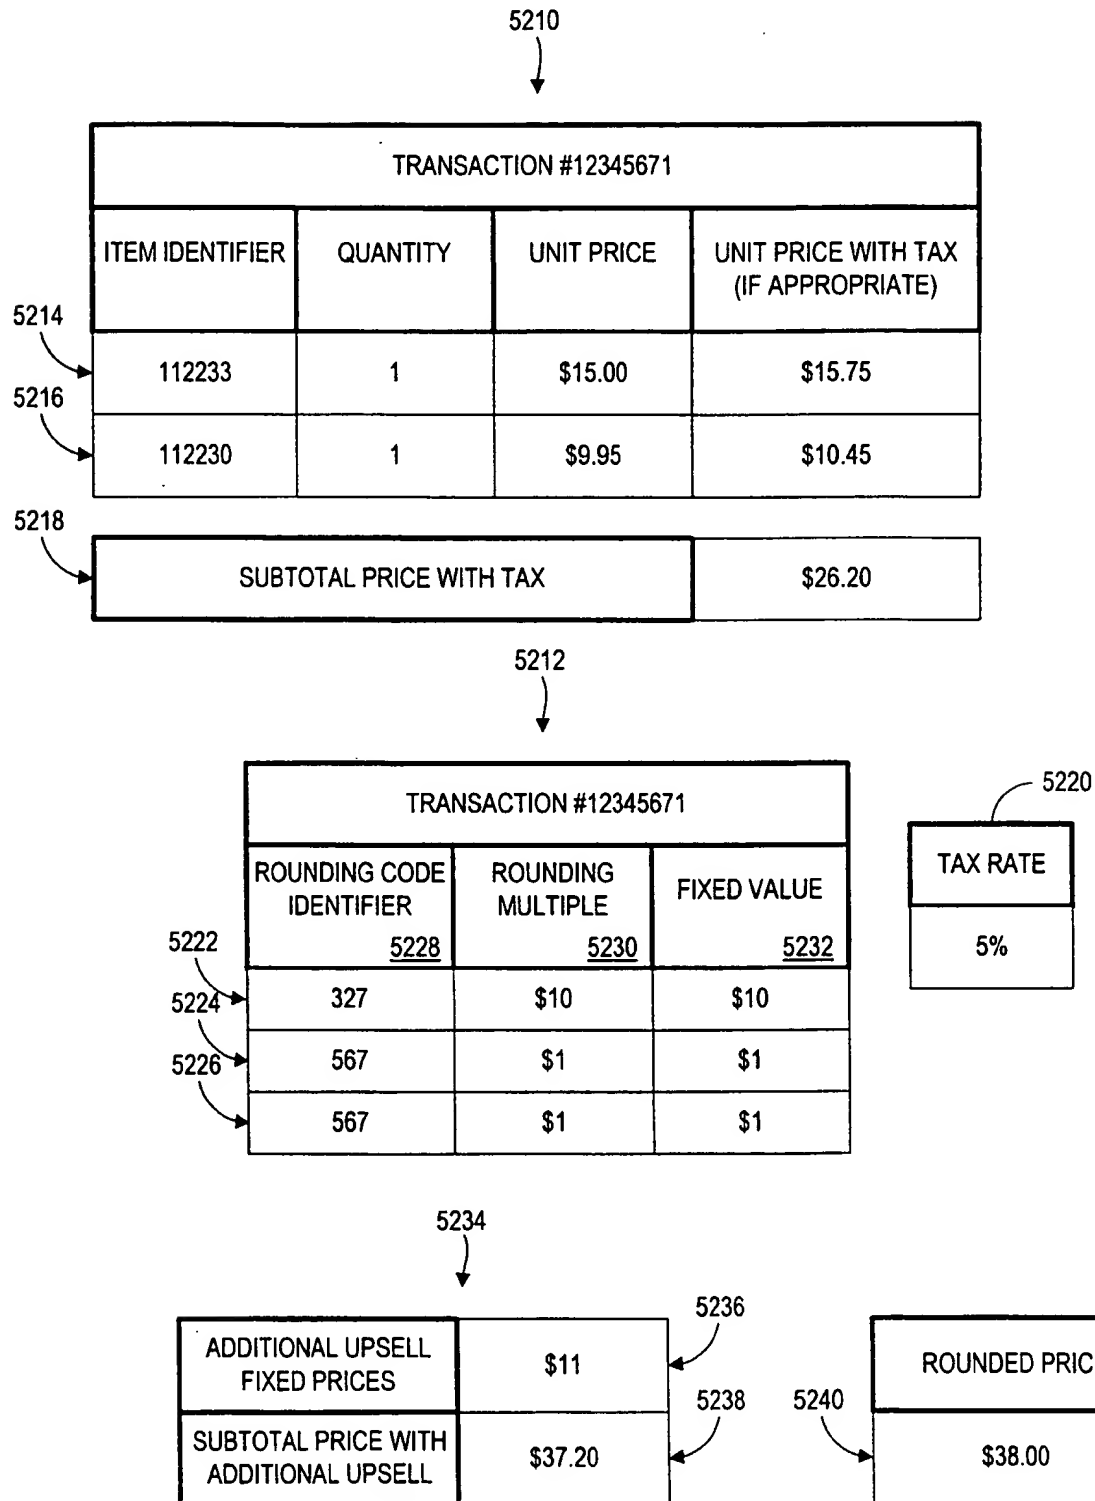 5210
TRANSACTION #12345671
ITEM IDENTIFIER QUANTITY UNIT PRICE UNIT PRICE WITH TAX
(IF APPROPRIATE)
5214
112233 1 $15.00 $15.75
5216
112230 1 $9.95 $10.45
5218
SUBTOTAL PRICE WITH TAX $26.20
5212
5220
TRANSACTION #12345671
TAX RATE
5%
ROUNDING CODE
IDENTIFIER
5228
ROUNDING
MULTIPLE
5230
FIXED VALUE
5232
5222
327 $10 $10
5224
567 $1 $1
5226
567 $1 $1
5234
ADDITIONAL UPSELL
FIXED PRICES
$11
5236
ROUNDED PRIC
SUBTOTAL PRICE WITH
ADDITIONAL UPSELL
$37.20
5238
5240
$38.00